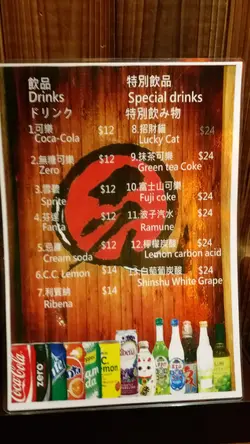 飲品
Drinks
ドリンク
1.可樂 $12
Coca-Cola
2.無糖可樂 $12
Zero
3.雪碧 $12
Sprite
4.芬達 $12
Fanta
5.忌廉 $12
Cream soda
6.C.C. Lemon $14
7.利賓納 $14
Ribena
特別飲品
Special drinks
特別飲み物
8.招財貓 $24
Lucky Cat
9.抹茶可樂 $24
Green tea Coke
10.富士山可樂 $24
Fuji coke
11.波子汽水 $24
Ramune
12.檸檬炭酸 $24
Lemon carbon acid
13.白葡萄炭酸 $24
Shinshu White Grape
Coca-Cola
zero